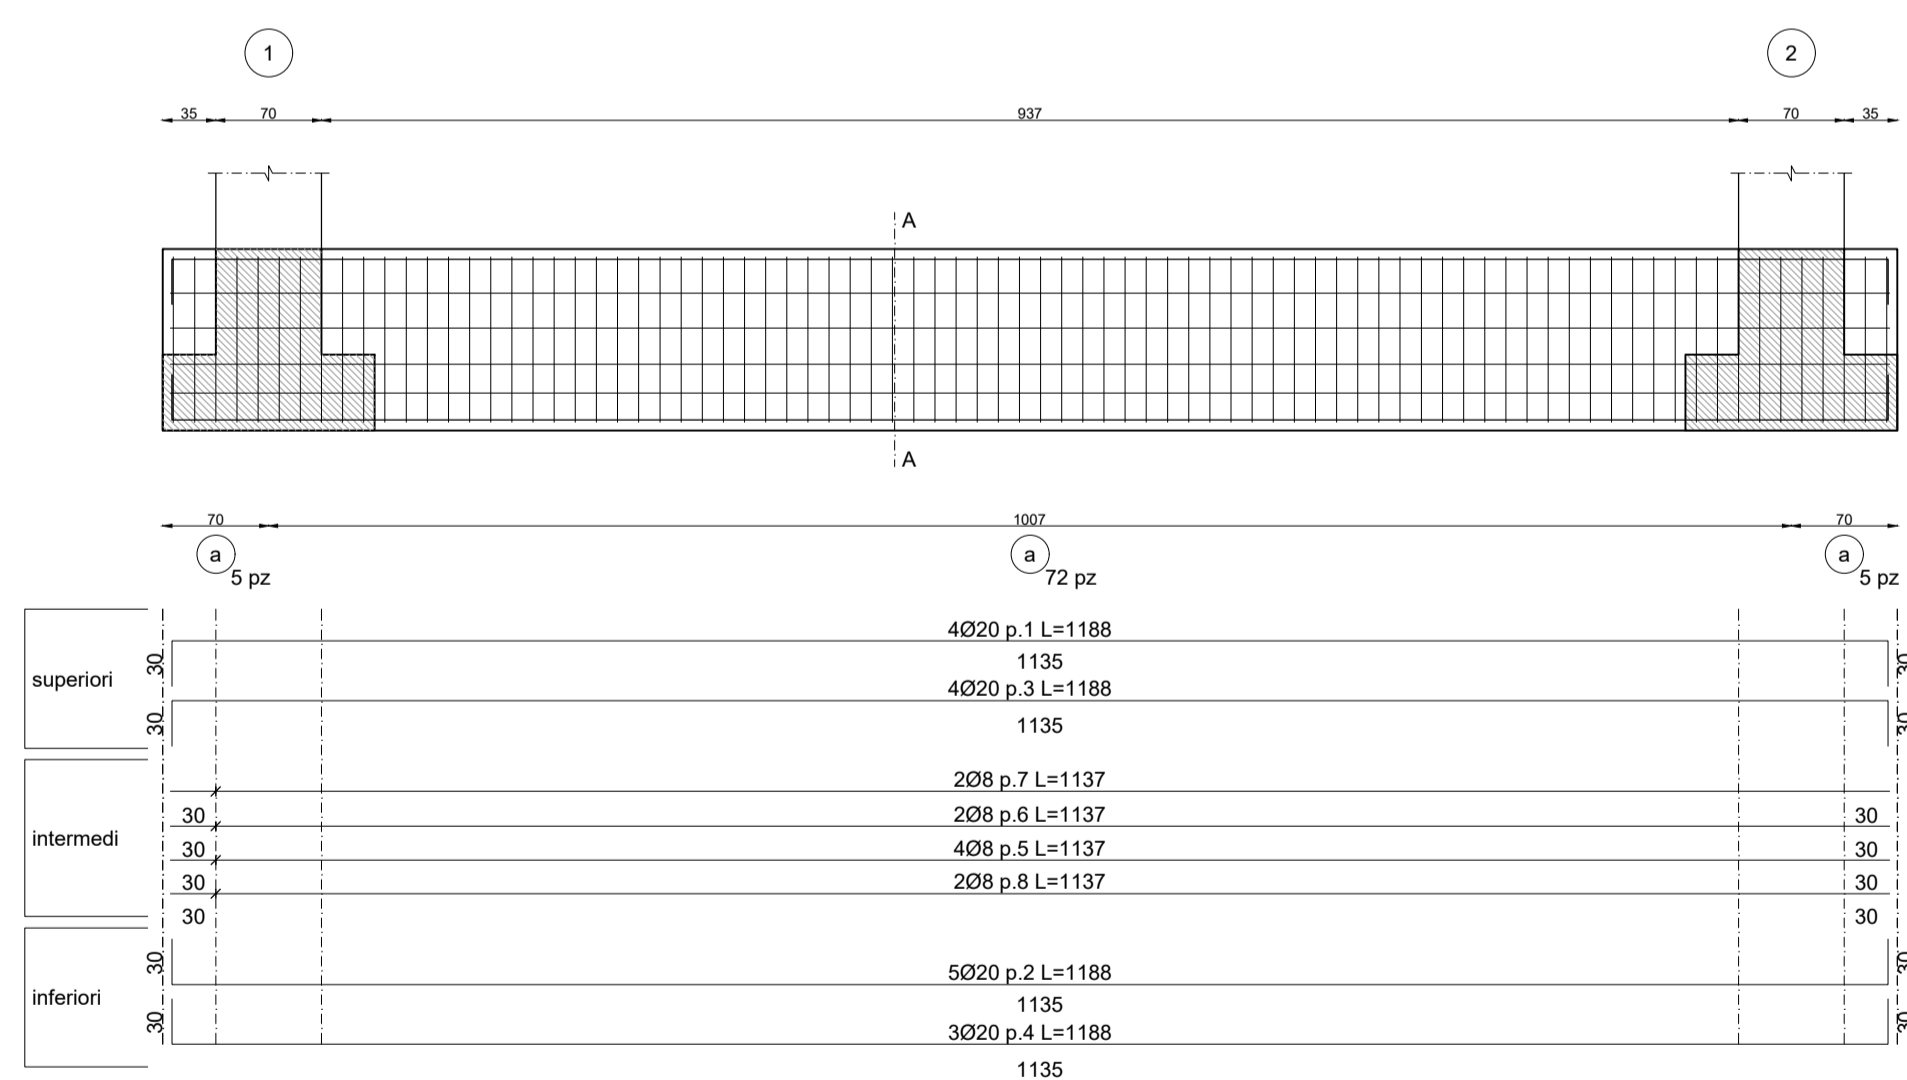 1 2
35 70 937 70 35
A
A
70 1007 70
a a a
5 pz 72 pz 5 pz
superiori
4Ø20 p.1 L=1188
30 1135 30
4Ø20 p.3 L=1188
30 1135 30
intermedi
2Ø8 p.7 L=1137
30 2Ø8 p.6 L=1137 30
30 4Ø8 p.5 L=1137 30
30 2Ø8 p.8 L=1137 30
30 30
inferiori
30 5Ø20 p.2 L=1188 30
1135
30 3Ø20 p.4 L=1188 30
1135